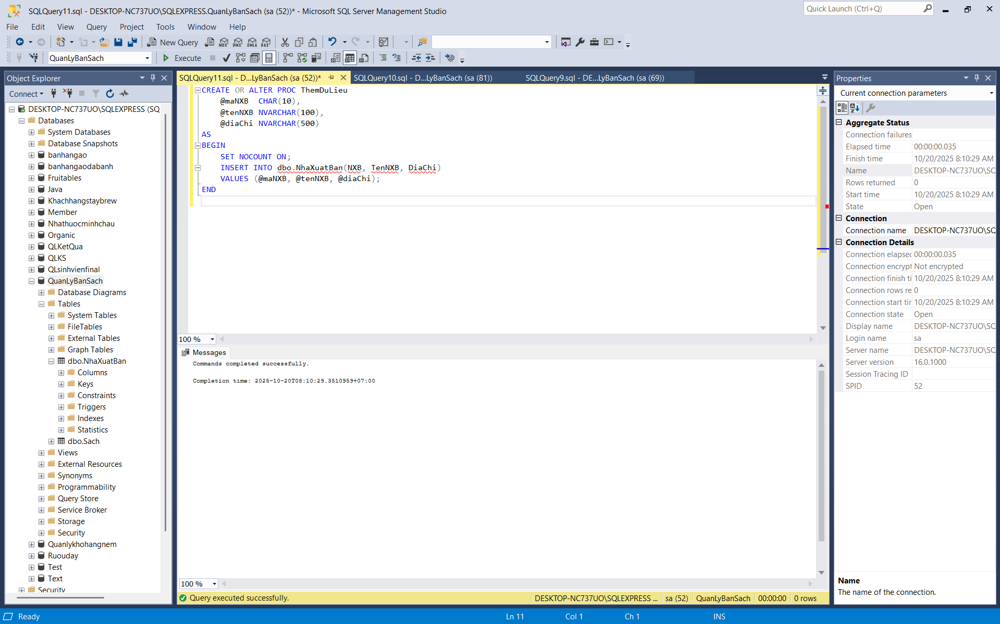 SQLQuery11.sql - DESKTOP-NC737UO\SQLEXPRESS.QuanLyBanSach (sa (52))* - Microsoft SQL Server Management Studio
Quick Launch (Ctrl+Q)
File Edit View Query Project Tools Window Help
New Query
MDX DMX XMLA DAX
QuanLyBanSach
Execute
Object Explorer
Connect
DESKTOP-NC737UO\SQLEXPRESS (SQ
Databases
System Databases
Database Snapshots
banhangao
banhangaodabanh
Fruitables
Java
Khachhangstaybrew
Member
Nhathuocminhchau
Organic
QLKetQua
QLKS
QLsinhvienfinal
QuanLyBanSach
Database Diagrams
Tables
System Tables
FileTables
External Tables
Graph Tables
dbo.NhaXuatBan
Columns
Keys
Constraints
Triggers
Indexes
Statistics
dbo.Sach
Views
External Resources
Synonyms
Programmability
Query Store
Service Broker
Storage
Security
Quanlykhohangnem
Ruouday
Test
Text
Security
SQLQuery11.sql - D...LyBanSach (sa (52))*
SQLQuery10.sql - D...LyBanSach (sa (81))
SQLQuery9.sql - DE...LyBanSach (sa (69))
CREATE OR ALTER PROC ThemDuLieu
@maNXB CHAR(10),
@tenNXB NVARCHAR(100),
@diaChi NVARCHAR(500)
AS
BEGIN
SET NOCOUNT ON;
INSERT INTO dbo.NhaXuatBan(NXB, TenNXB, DiaChi)
VALUES (@maNXB, @tenNXB, @diaChi);
END
100 %
Messages
Commands completed successfully.
Completion time: 2025-10-20T08:10:29.3510959+07:00
100 %
Query executed successfully.
DESKTOP-NC737UO\SQLEXPRESS ...
sa (52)
QuanLyBanSach
00:00:00
0 rows
Properties
Current connection parameters
Aggregate Status
Connection failures
Elapsed time 00:00:00.035
Finish time 10/20/2025 8:10:29 AM
Name DESKTOP-NC737UO\SQ
Rows returned 0
Start time 10/20/2025 8:10:29 AM
State Open
Connection
Connection name DESKTOP-NC737UO\SQ
Connection Details
Connection elapsed 00:00:00.035
Connection encrypt Not encrypted
Connection finish ti 10/20/2025 8:10:29 AM
Connection rows re 0
Connection start tir 10/20/2025 8:10:29 AM
Connection state Open
Display name DESKTOP-NC737UO\SQ
Login name sa
Server name DESKTOP-NC737UO\SQ
Server version 16.0.1000
Session Tracing ID
SPID 52
Name
The name of the connection.
Ready
Ln 11
Col 1
Ch 1
INS